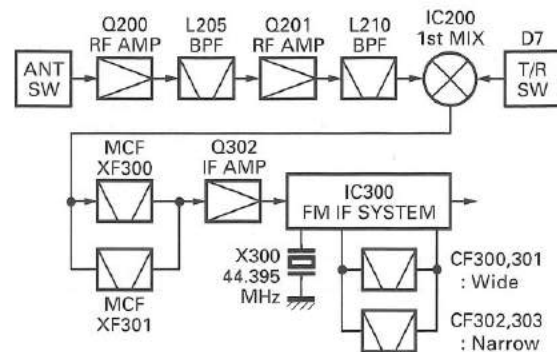 Q200
RF AMP
L205
BPF
Q201
RF AMP
L210
BPF
IC200
1st MIX
D7
ANT
SW
T/R
SW
MCF
XF300
Q302
IF AMP
IC300
FM IF SYSTEM
MCF
XF301
X300
44.395
MHz
CF300,301
: Wide
CF302,303
: Narrow